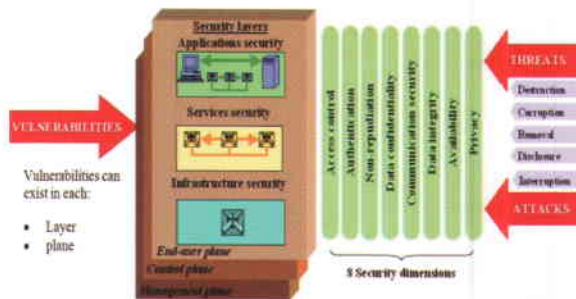 Security layers
Applications security
Services security
Infrastructure security
End-user plane
Control plane
Management plane
VULNERABILITIES
Vulnerabilities can
exist in each:
• Layer
• plane
Access control
Authentication
Non repudiation
Data confidentiality
Communication security
Data integrity
Availability
Privacy
8 Security dimensions
THREATS
Destruction
Corruption
Removal
Disclosure
Interruption
ATTACKS